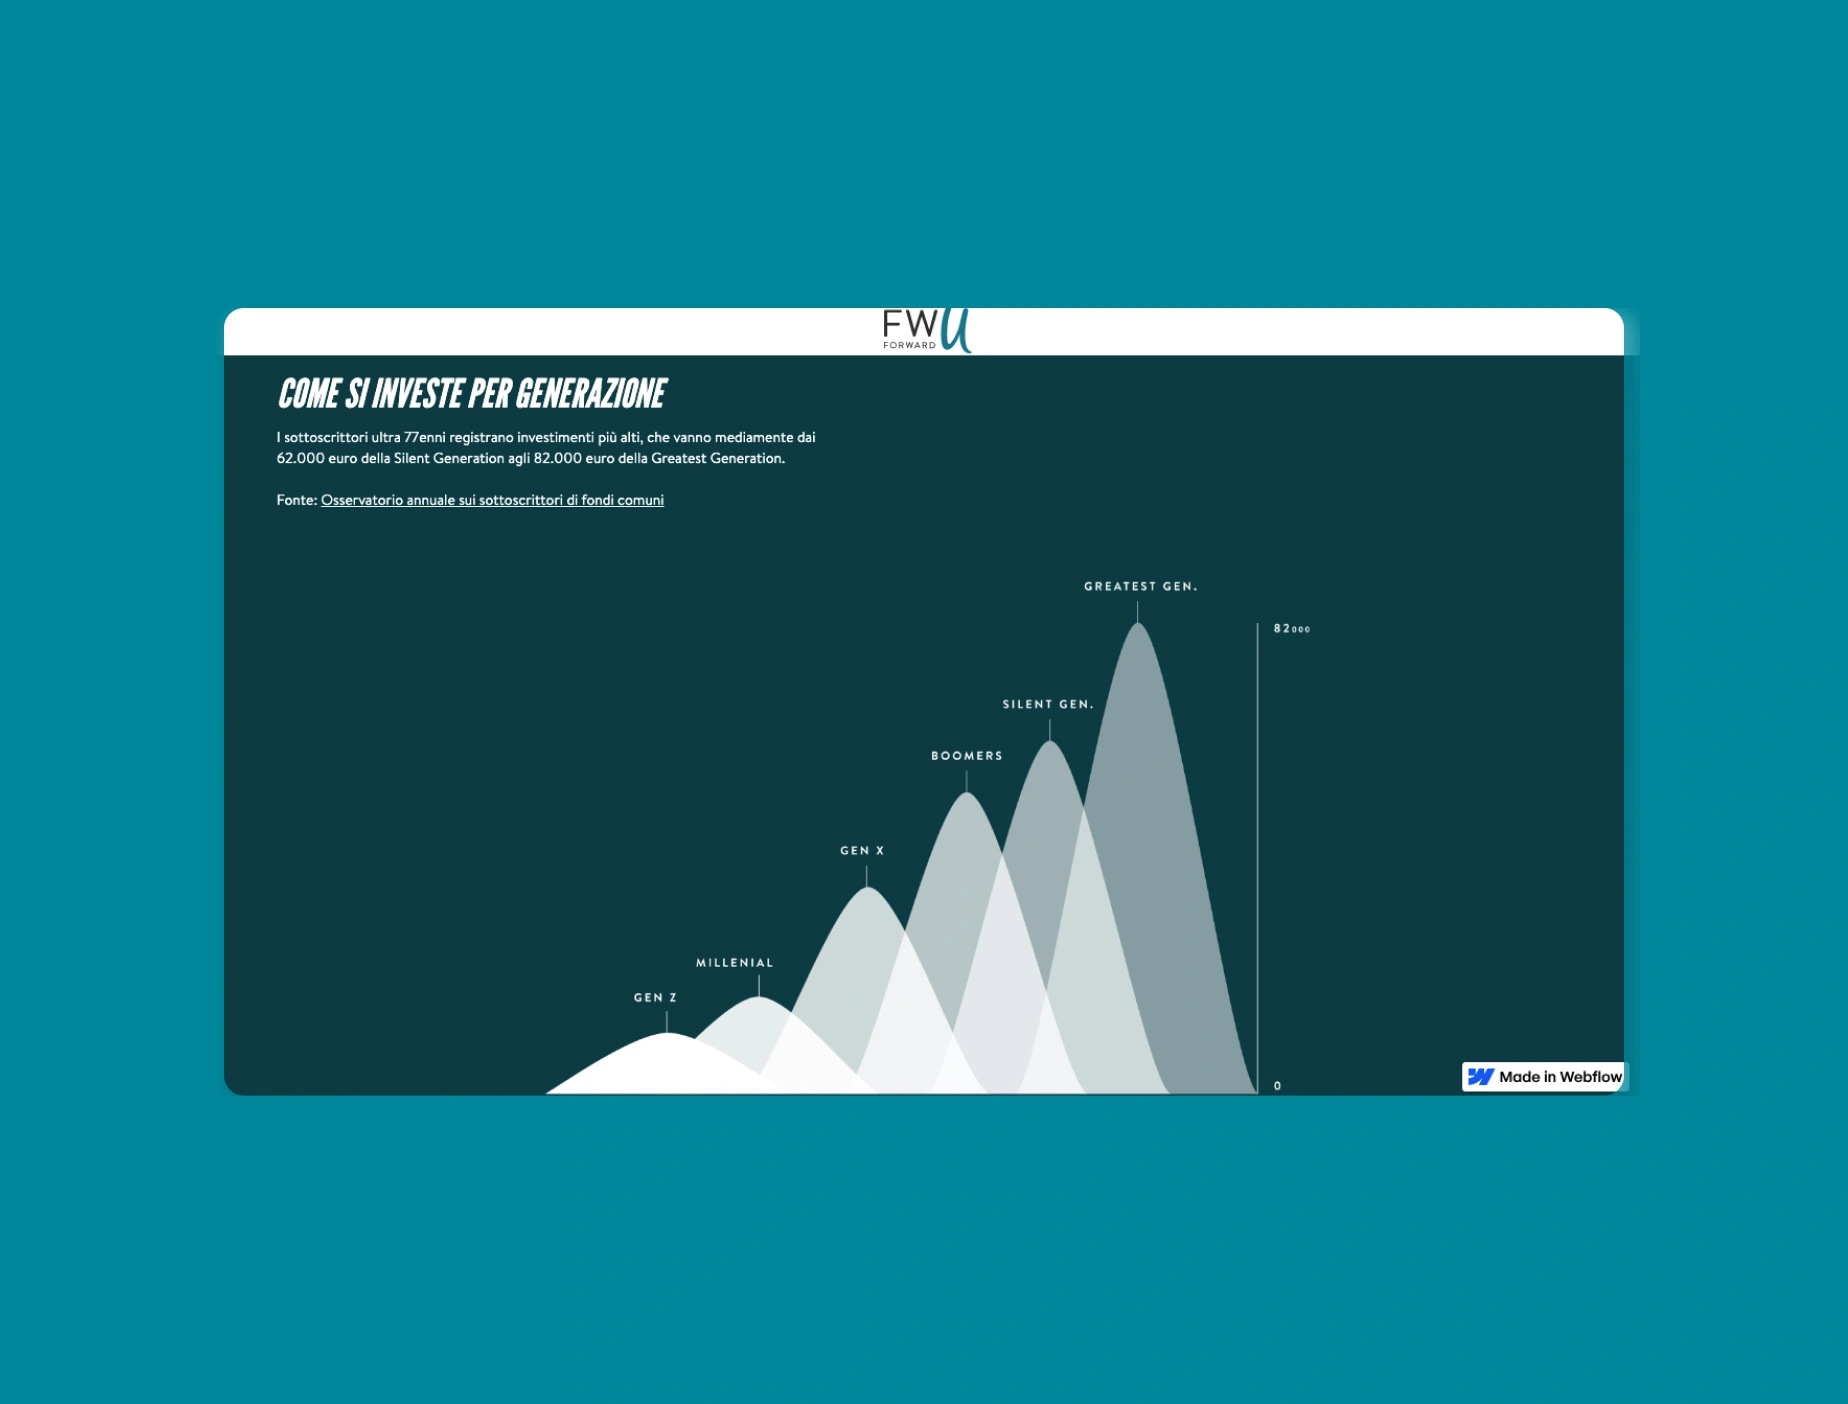 FWU
FORWARD
COME SI INVESTE PER GENERAZIONE
I sottoscrittori ultra 77enni registrano investimenti più alti, che vanno mediamente dai
62.000 euro della Silent Generation agli 82.000 euro della Greatest Generation.
Fonte: Osservatorio annuale sui sottoscrittori di fondi comuni
GREATEST GEN.
82000
SILENT GEN.
BOOMERS
GEN X
MILLENIAL
GEN Z
0
Made in Webflow